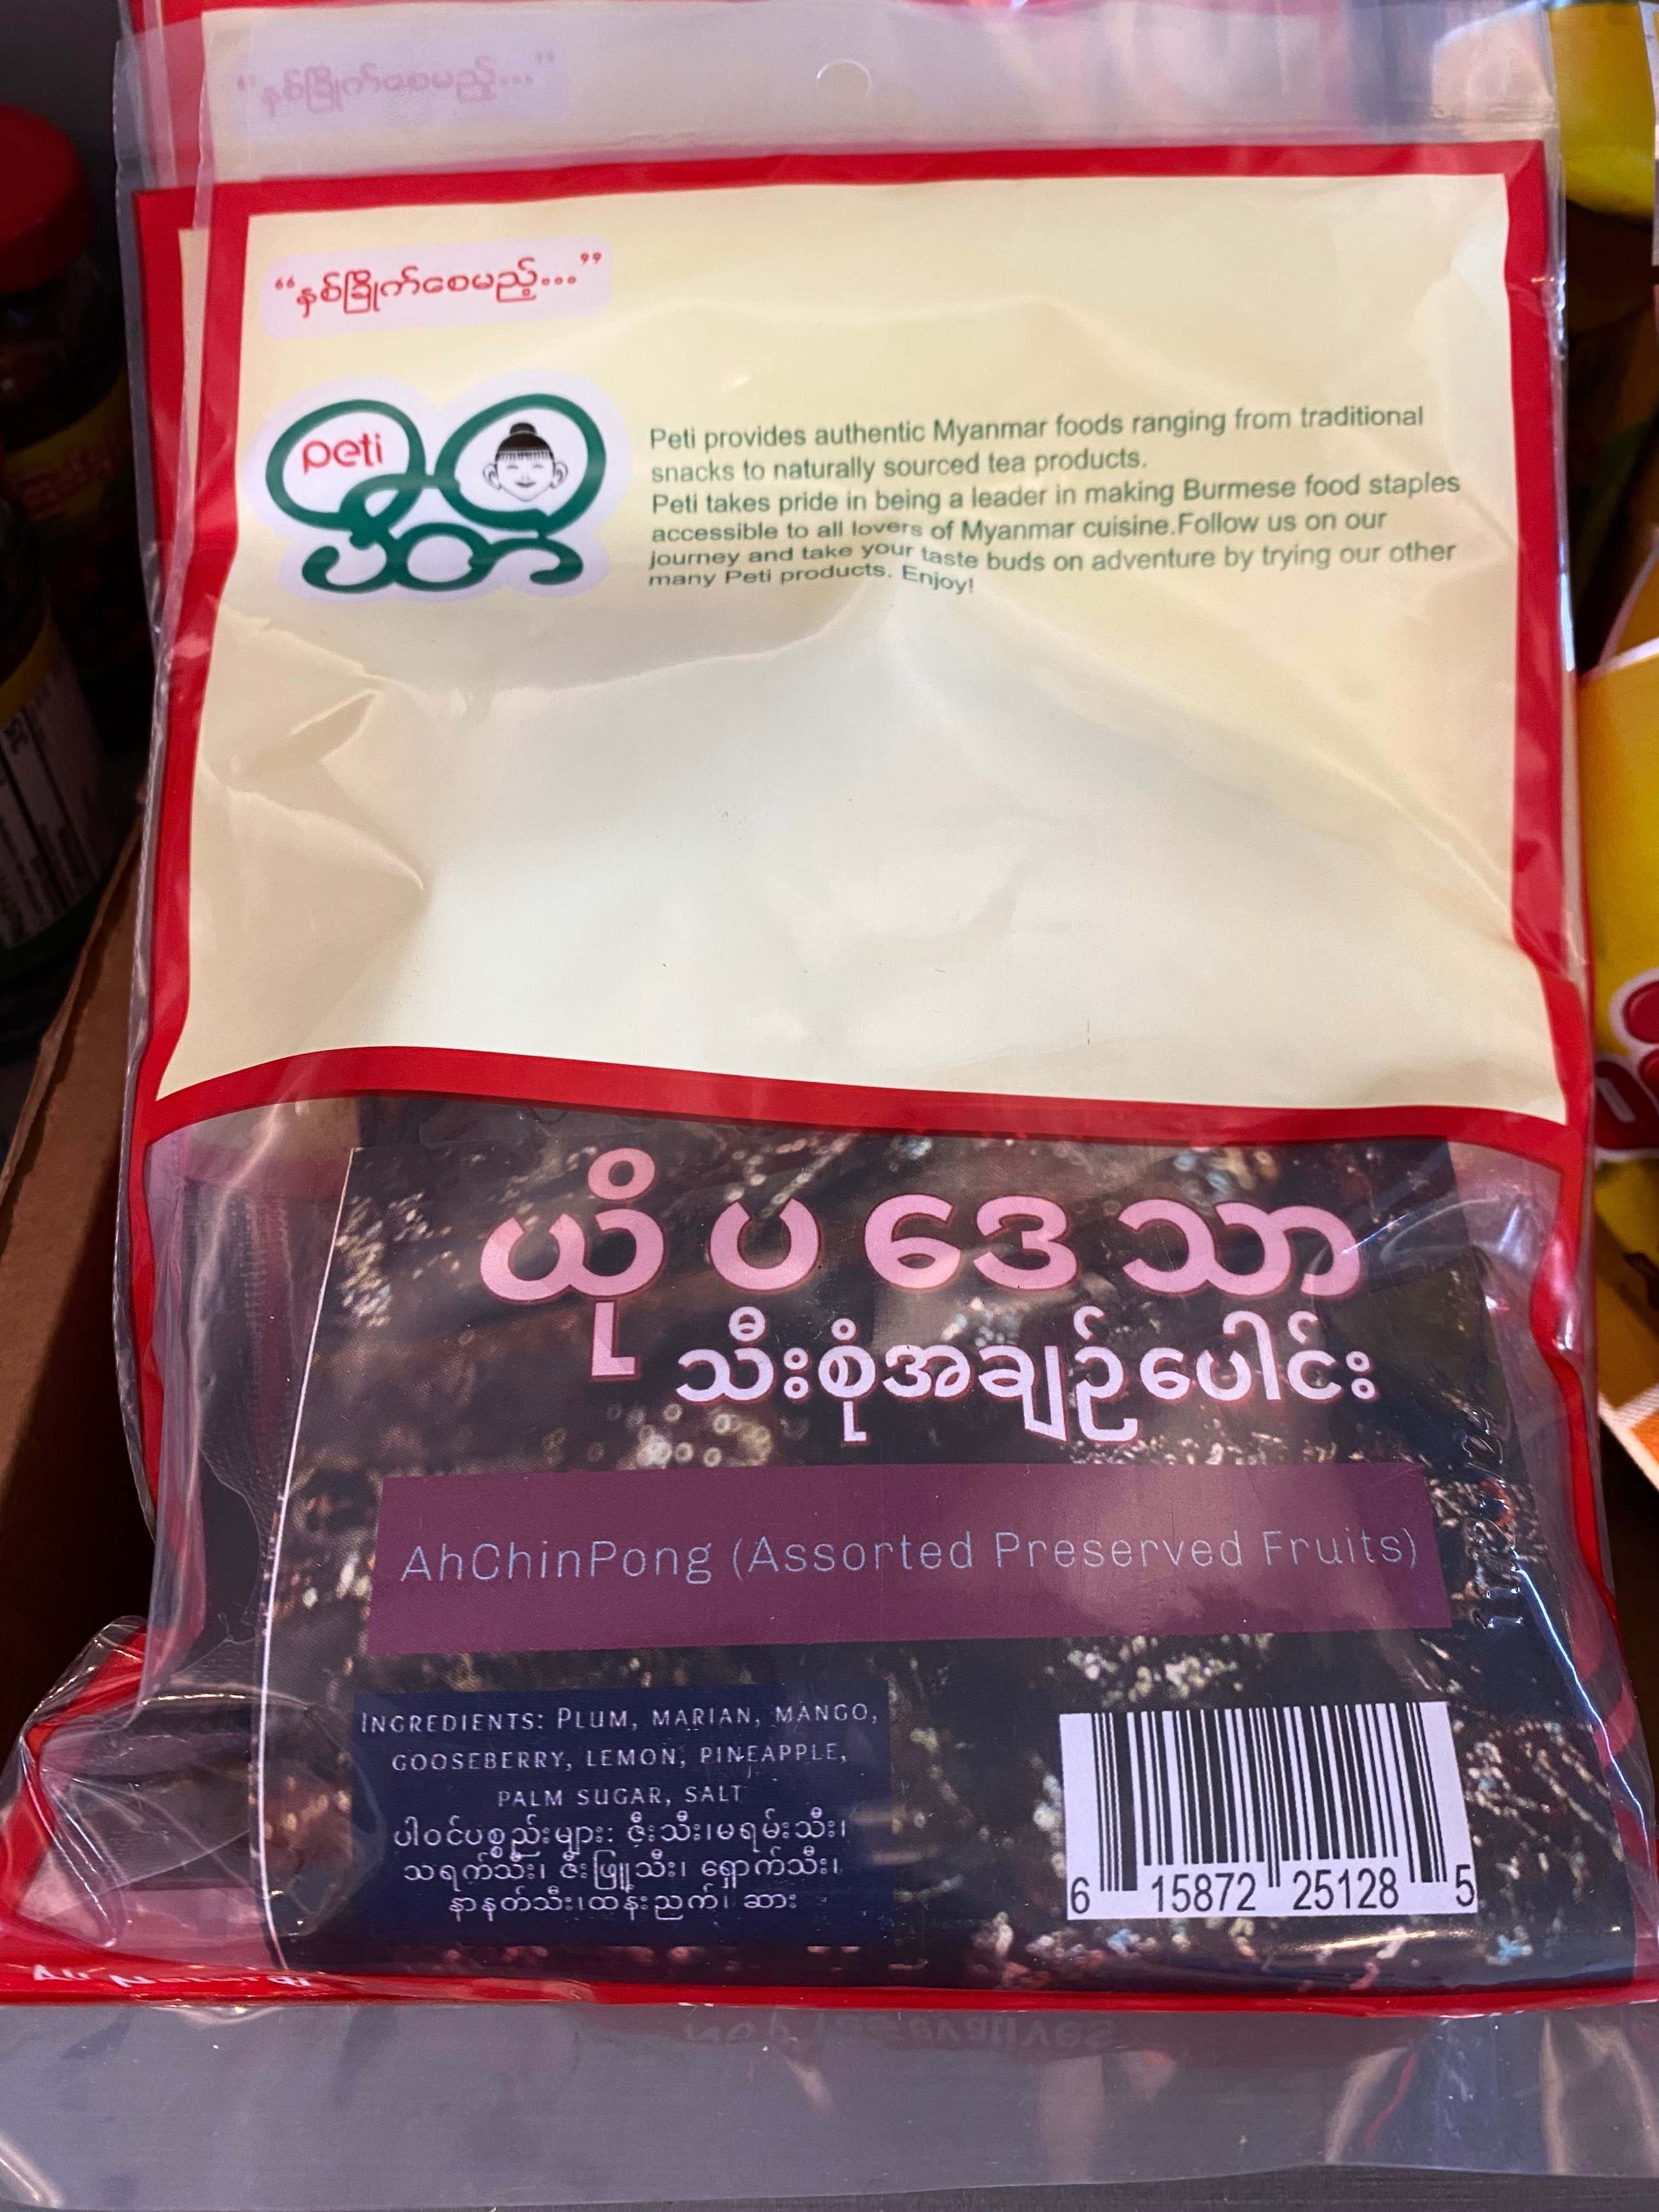 “နှစ်ခြိုက်စေမည့်...”
“နှစ်ခြိုက်စေမည့်...”
peti
ပီတိ
Peti provides authentic Myanmar foods ranging from traditional
snacks to naturally sourced tea products.
Peti takes pride in being a leader in making Burmese food staples
accessible to all lovers of Myanmar cuisine.Follow us on our
journey and take your taste buds on adventure by trying our other
many Peti products. Enjoy!
ယိုပဒေသာ
သီးစုံအချဉ်ပေါင်း
AhChinPong (Assorted Preserved Fruits)
INGREDIENTS: PLUM, MARIAN, MANGO,
GOOSEBERRY, LEMON, PINEAPPLE,
PALM SUGAR, SALT
ပါဝင်ပစ္စည်းများ: ဇီးသီး၊မရမ်းသီး၊
သရက်သီး၊ ဇီးဖြူသီး၊ ရှောက်သီး၊
နာနတ်သီး၊ထန်းညက်၊ ဆား
6 15872 25128 5